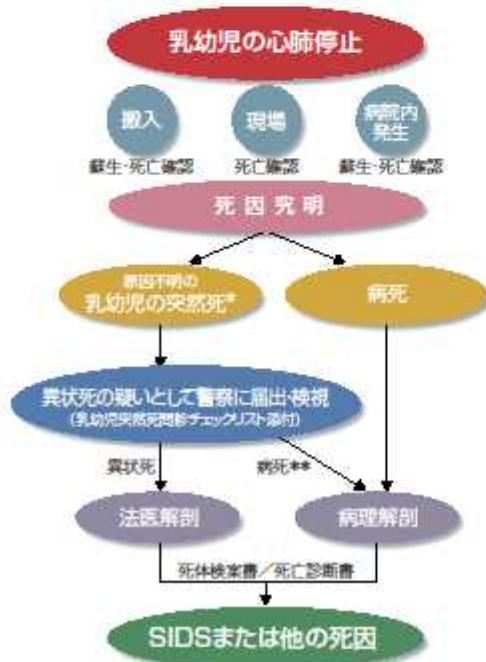 乳幼児の心肺停止
搬入
現場
病院内
発生
蘇生・死亡確認
死亡確認
蘇生・死亡確認
死因究明
原因不明の
乳幼児の突然死*
病死
異状死の疑いとして警察に届出・検視
(乳幼児突然死問診チェックリスト添付)
異状死
病死**
法医解剖
病理解剖
死体検案書／死亡診断書
SIDSまたは他の死因